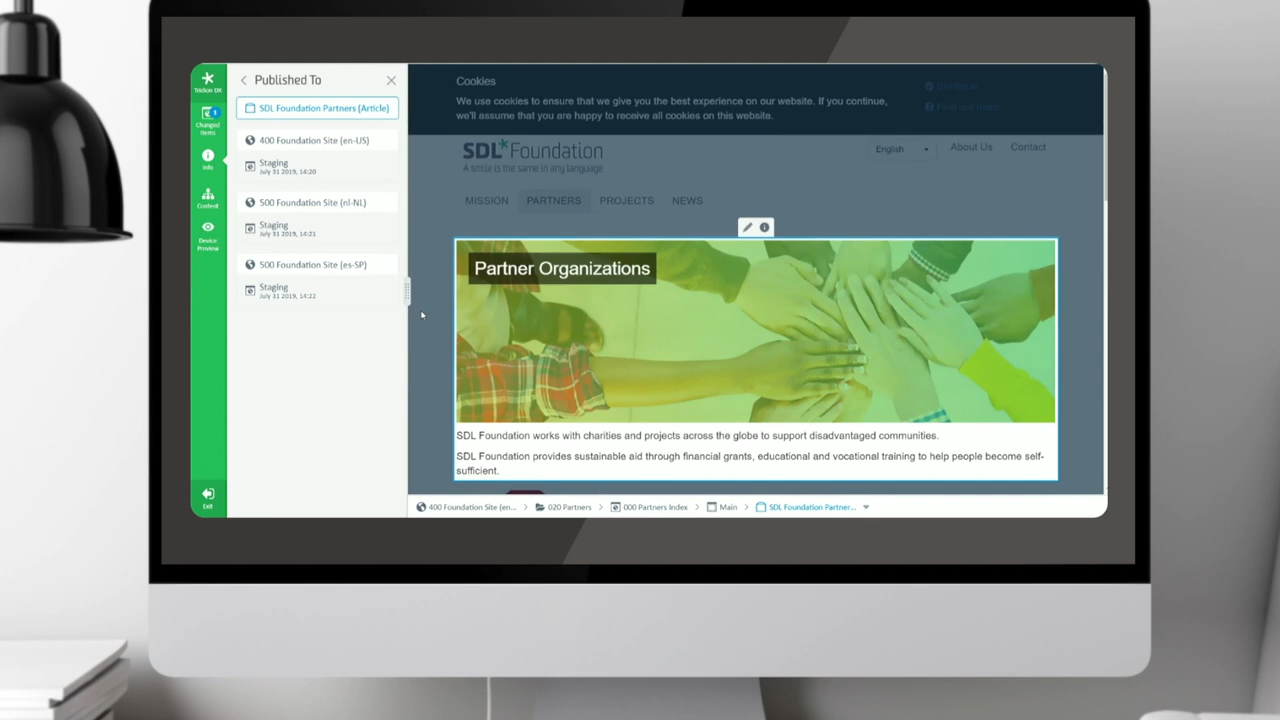 Tridion DX
Changed
Items
1
Info
Content
Device
Preview
Exit
Published To
SDL Foundation Partners (Article)
400 Foundation Site (en-US)
Staging
July 31 2019, 14:20
500 Foundation Site (nl-NL)
Staging
July 31 2019, 14:21
500 Foundation Site (es-SP)
Staging
July 31 2019, 14:22
Cookies
We use cookies to ensure that we give you the best experience on our website. If you continue,
we'll assume that you are happy to receive all cookies on this website.
Continue
Find out more
SDL*Foundation
A smile is the same in any language
English
About Us
Contact
MISSION
PARTNERS
PROJECTS
NEWS
Partner Organizations
SDL Foundation works with charities and projects across the globe to support disadvantaged communities.
SDL Foundation provides sustainable aid through financial grants, educational and vocational training to help people become self-
sufficient.
400 Foundation Site (en... > 020 Partners > 000 Partners Index > Main > SDL Foundation Partner...